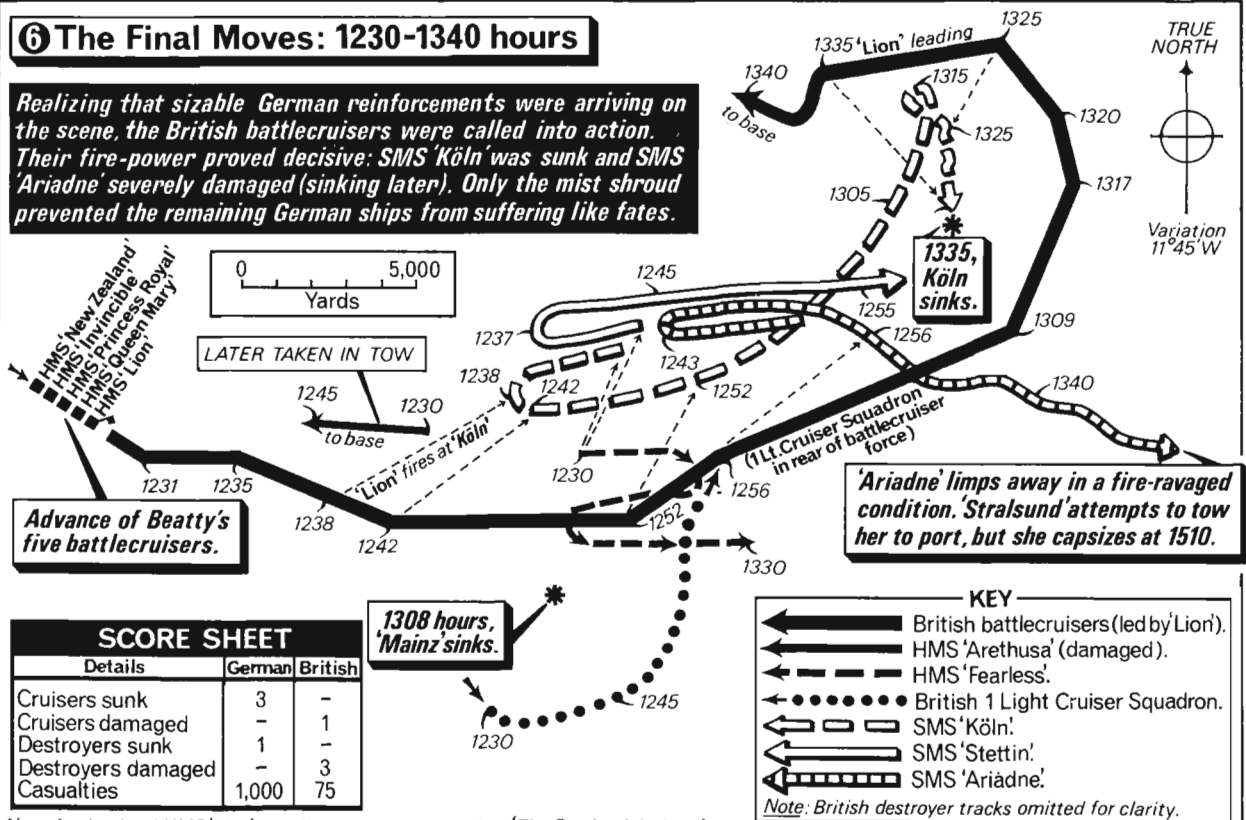 6 The Final Moves: 1230-1340 hours
Realizing that sizable German reinforcements were arriving on
the scene, the British battlecruisers were called into action.
Their fire-power proved decisive: SMS 'Köln' was sunk and SMS
'Ariadne' severely damaged (sinking later). Only the mist shroud
prevented the remaining German ships from suffering like fates.
1325
1335 'Lion' leading
1340
to base
1315
1325
1320
1317
1305
TRUE
NORTH
Variation
11°45'W
1335,
Köln
sinks.
0 5,000
Yards
HMS 'New Zealand'
HMS 'Invincible'
HMS 'Princess Royal'
HMS 'Queen Mary'
HMS 'Lion'
1245
1255
1237
1256
1309
LATER TAKEN IN TOW
1243
1238
1242
1252
1340
1245
1230
to base
'Lion' fires at 'Köln'
1230
(1 Lt. Cruiser Squadron
in rear of battlecruiser
force)
1231
1235
1238
1242
1252
1256
1330
Advance of Beatty's
five battlecruisers.
'Ariadne' limps away in a fire-ravaged
condition. 'Stralsund' attempts to tow
her to port, but she capsizes at 1510.
1308 hours,
'Mainz' sinks.
1230
1245
SCORE SHEET
Details German British
Cruisers sunk 3 –
Cruisers damaged – 1
Destroyers sunk 1 –
Destroyers damaged – 3
Casualties 1,000 75
KEY
British battlecruisers (led by 'Lion').
HMS 'Arethusa' (damaged).
HMS 'Fearless'.
British 1 Light Cruiser Squadron.
SMS 'Köln'.
SMS 'Stettin'.
SMS 'Ariadne'.
Note: British destroyer tracks omitted for clarity.